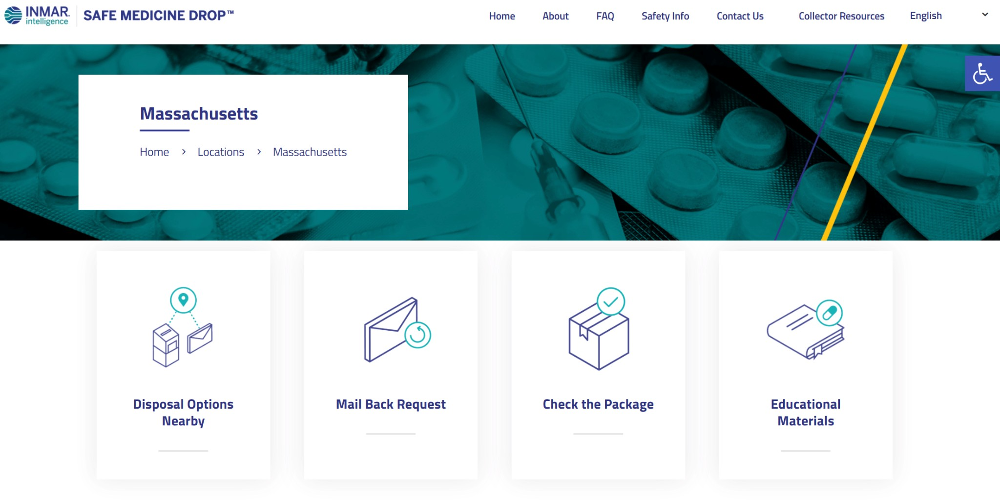 INMAR.
intelligence
SAFE MEDICINE DROP™
Home
About
FAQ
Safety Info
Contact Us
Collector Resources
English
Massachusetts
Home > Locations > Massachusetts
Disposal Options
Nearby
Mail Back Request
Check the Package
Educational
Materials